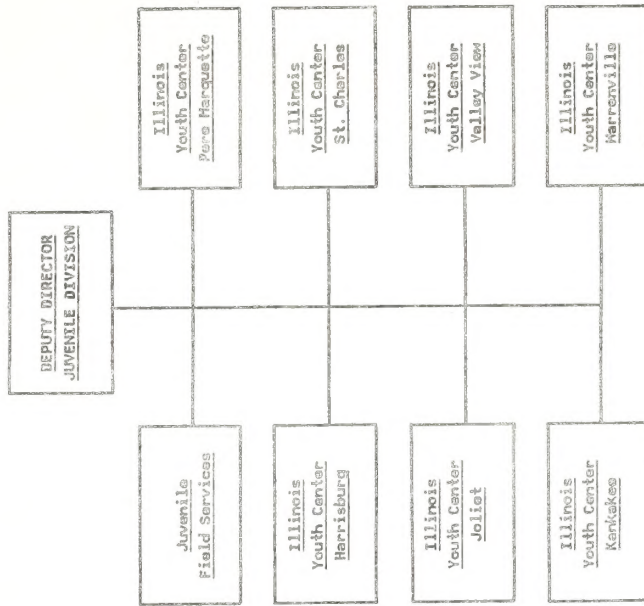 DEPUTY DIRECTOR
JUVENILE DIVISION
Juvenile
Field Services
Illinois
Youth Center
Pere Marquette
Illinois
Youth Center
Harrisburg
Illinois
Youth Center
St. Charles
Illinois
Youth Center
Joliet
Illinois
Youth Center
Valley View
Illinois
Youth Center
Kankakee
Illinois
Youth Center
Warrenville